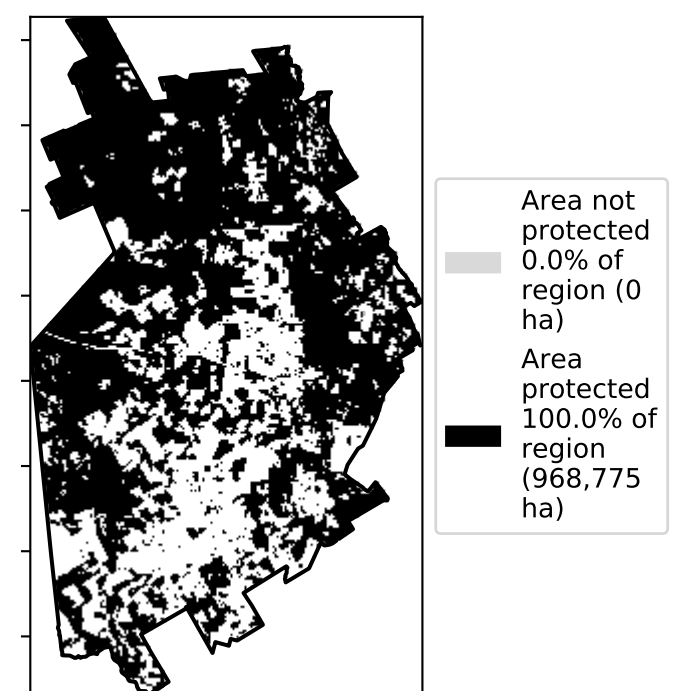 Area not
protected
0.0% of
region (0
ha)
Area
protected
100.0% of
region
(968,775
ha)